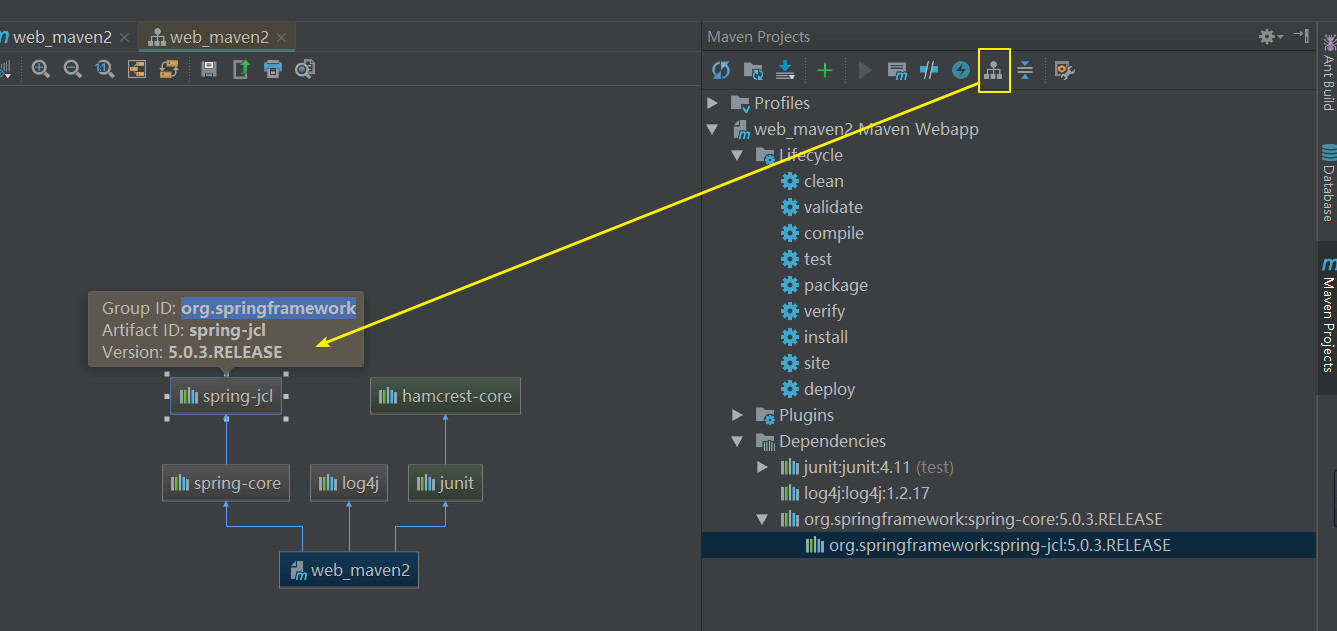 web_maven2
web_maven2
Group ID: org.springframework
Artifact ID: spring-jcl
Version: 5.0.3.RELEASE
spring-jcl
hamcrest-core
spring-core
log4j
junit
web_maven2
Maven Projects
Profiles
web_maven2 Maven Webapp
Lifecycle
clean
validate
compile
test
package
verify
install
site
deploy
Plugins
Dependencies
junit:junit:4.11 (test)
log4j:log4j:1.2.17
org.springframework:spring-core:5.0.3.RELEASE
org.springframework:spring-jcl:5.0.3.RELEASE
Ant Build
Database
Maven Projects